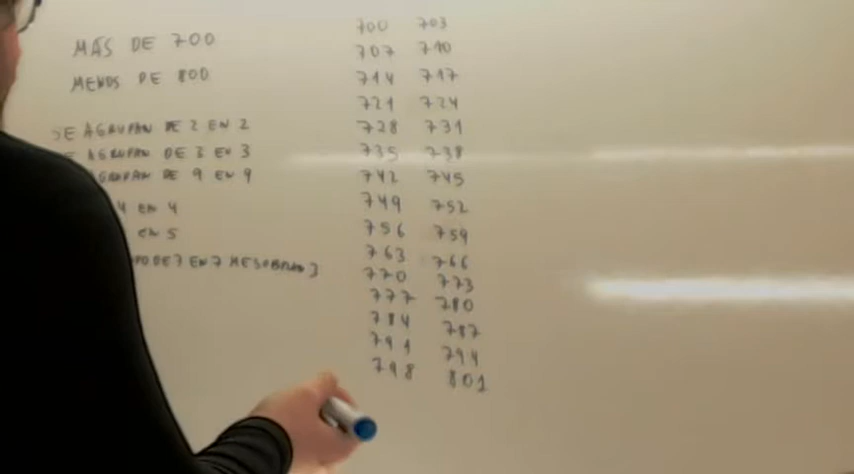 MÁS DE 700
MENOS DE 800
SE AGRUPAN DE 2 EN 2
AGRUPAN DE 3 EN 3
AGRUPAN DE 9 EN 9
4 EN 4
EN 5
DE 7 EN 7 ME SOBRAN 3
700 703
707 710
714 717
721 724
728 731
735 738
742 745
749 752
756 759
763 766
770 773
777 780
784 787
791 794
798 801